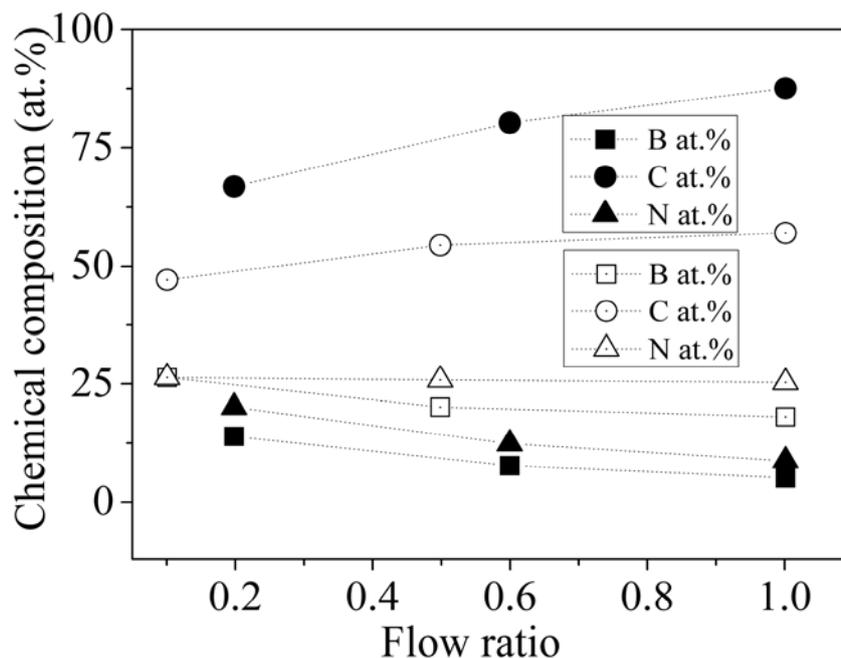 Chemical composition (at.%)
100
75
50
25
0
B at.%
C at.%
N at.%
B at.%
C at.%
N at.%
0.2
0.4
0.6
0.8
1.0
Flow ratio